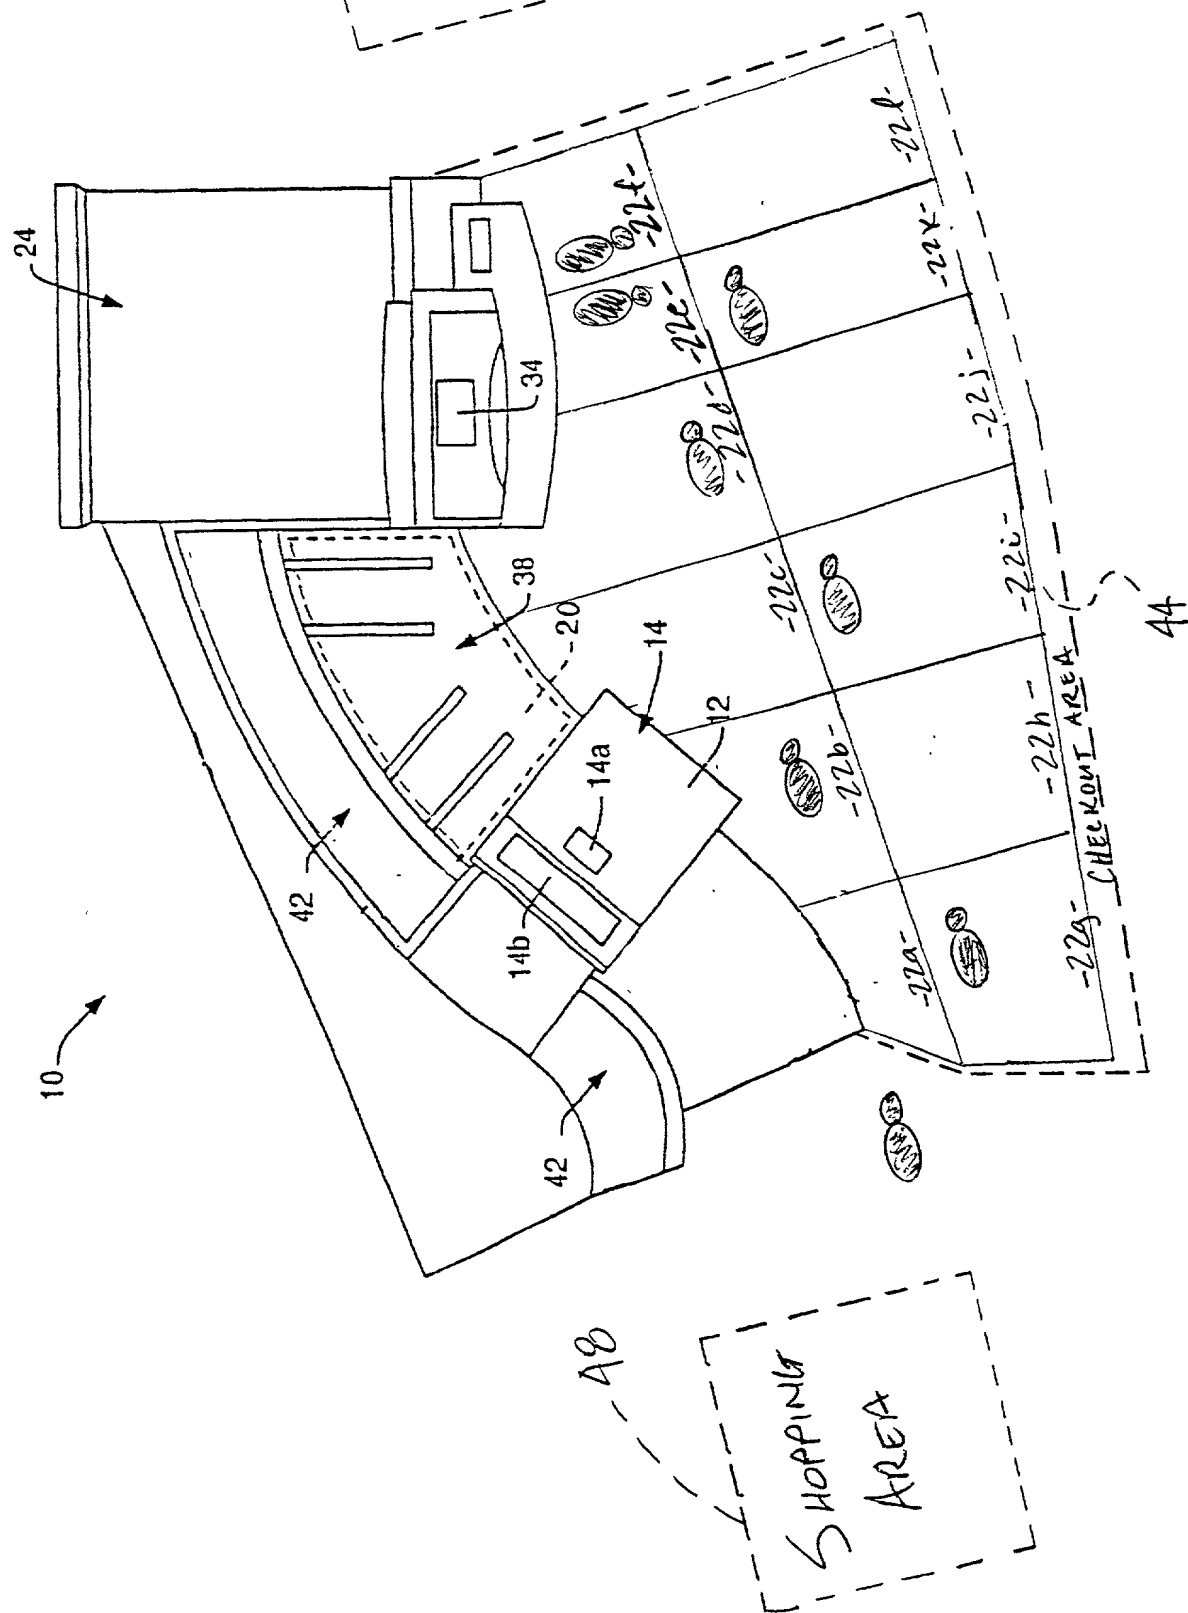 24
34
38
20
14
12
14a
14b
42
42
10
-22a-
-22b-
-22c-
-22d-
-22e-
-22f-
-22g-
-22h-
-22i-
-22j-
-22k-
-22l-
CHECKOUT AREA
44
48
SHOPPING
AREA